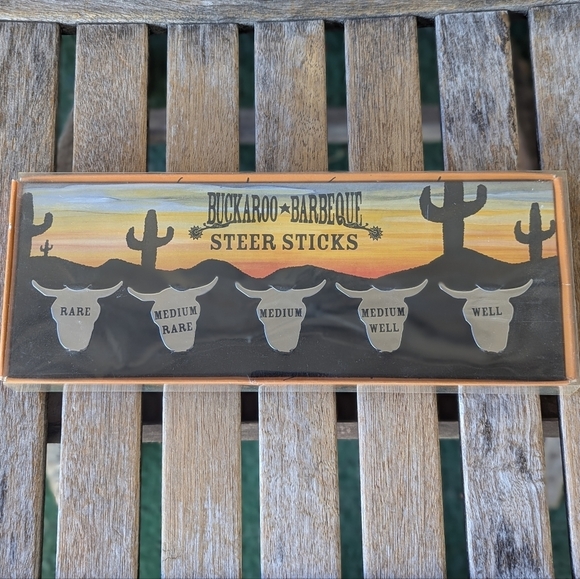 BUCKAROO★BARBEQUE
STEER STICKS
RARE
MEDIUM
RARE
MEDIUM
MEDIUM
WELL
WELL